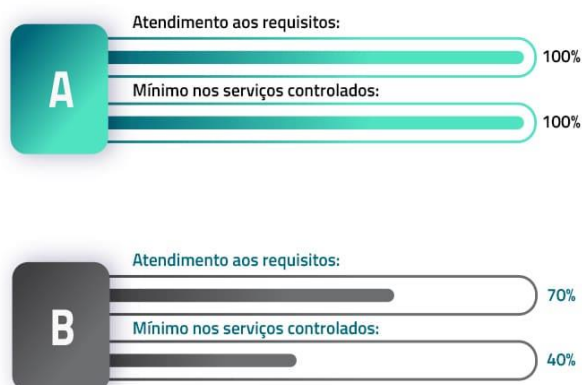 A
Atendimento aos requisitos:
100%
Mínimo nos serviços controlados:
100%
B
Atendimento aos requisitos:
70%
Mínimo nos serviços controlados:
40%